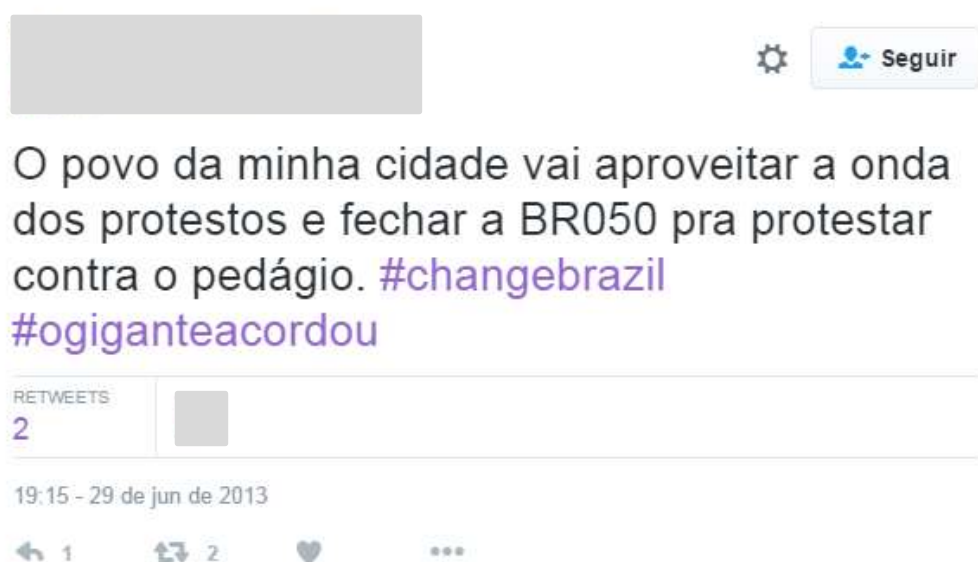 Seguir
O povo da minha cidade vai aproveitar a onda
dos protestos e fechar a BR050 pra protestar
contra o pedágio. #changebrazil
#ogiganteacordou
RETWEETS
2
19:15 - 29 de jun de 2013
1 2